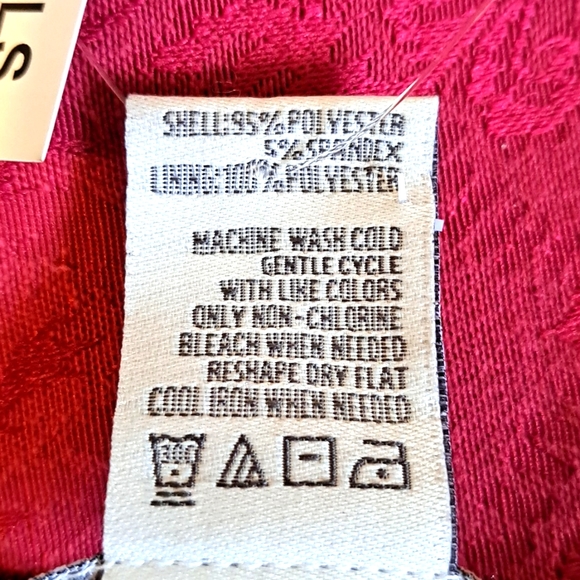 SHELL:95%POLYESTER
5%SPANDEX
LINING:100%POLYESTER
MACHINE WASH COLD
GENTLE CYCLE
WITH LIKE COLORS
ONLY NON-CHLORINE
BLEACH WHEN NEEDED
RESHAPE DRY FLAT
COOL IRON WHEN NEEDED